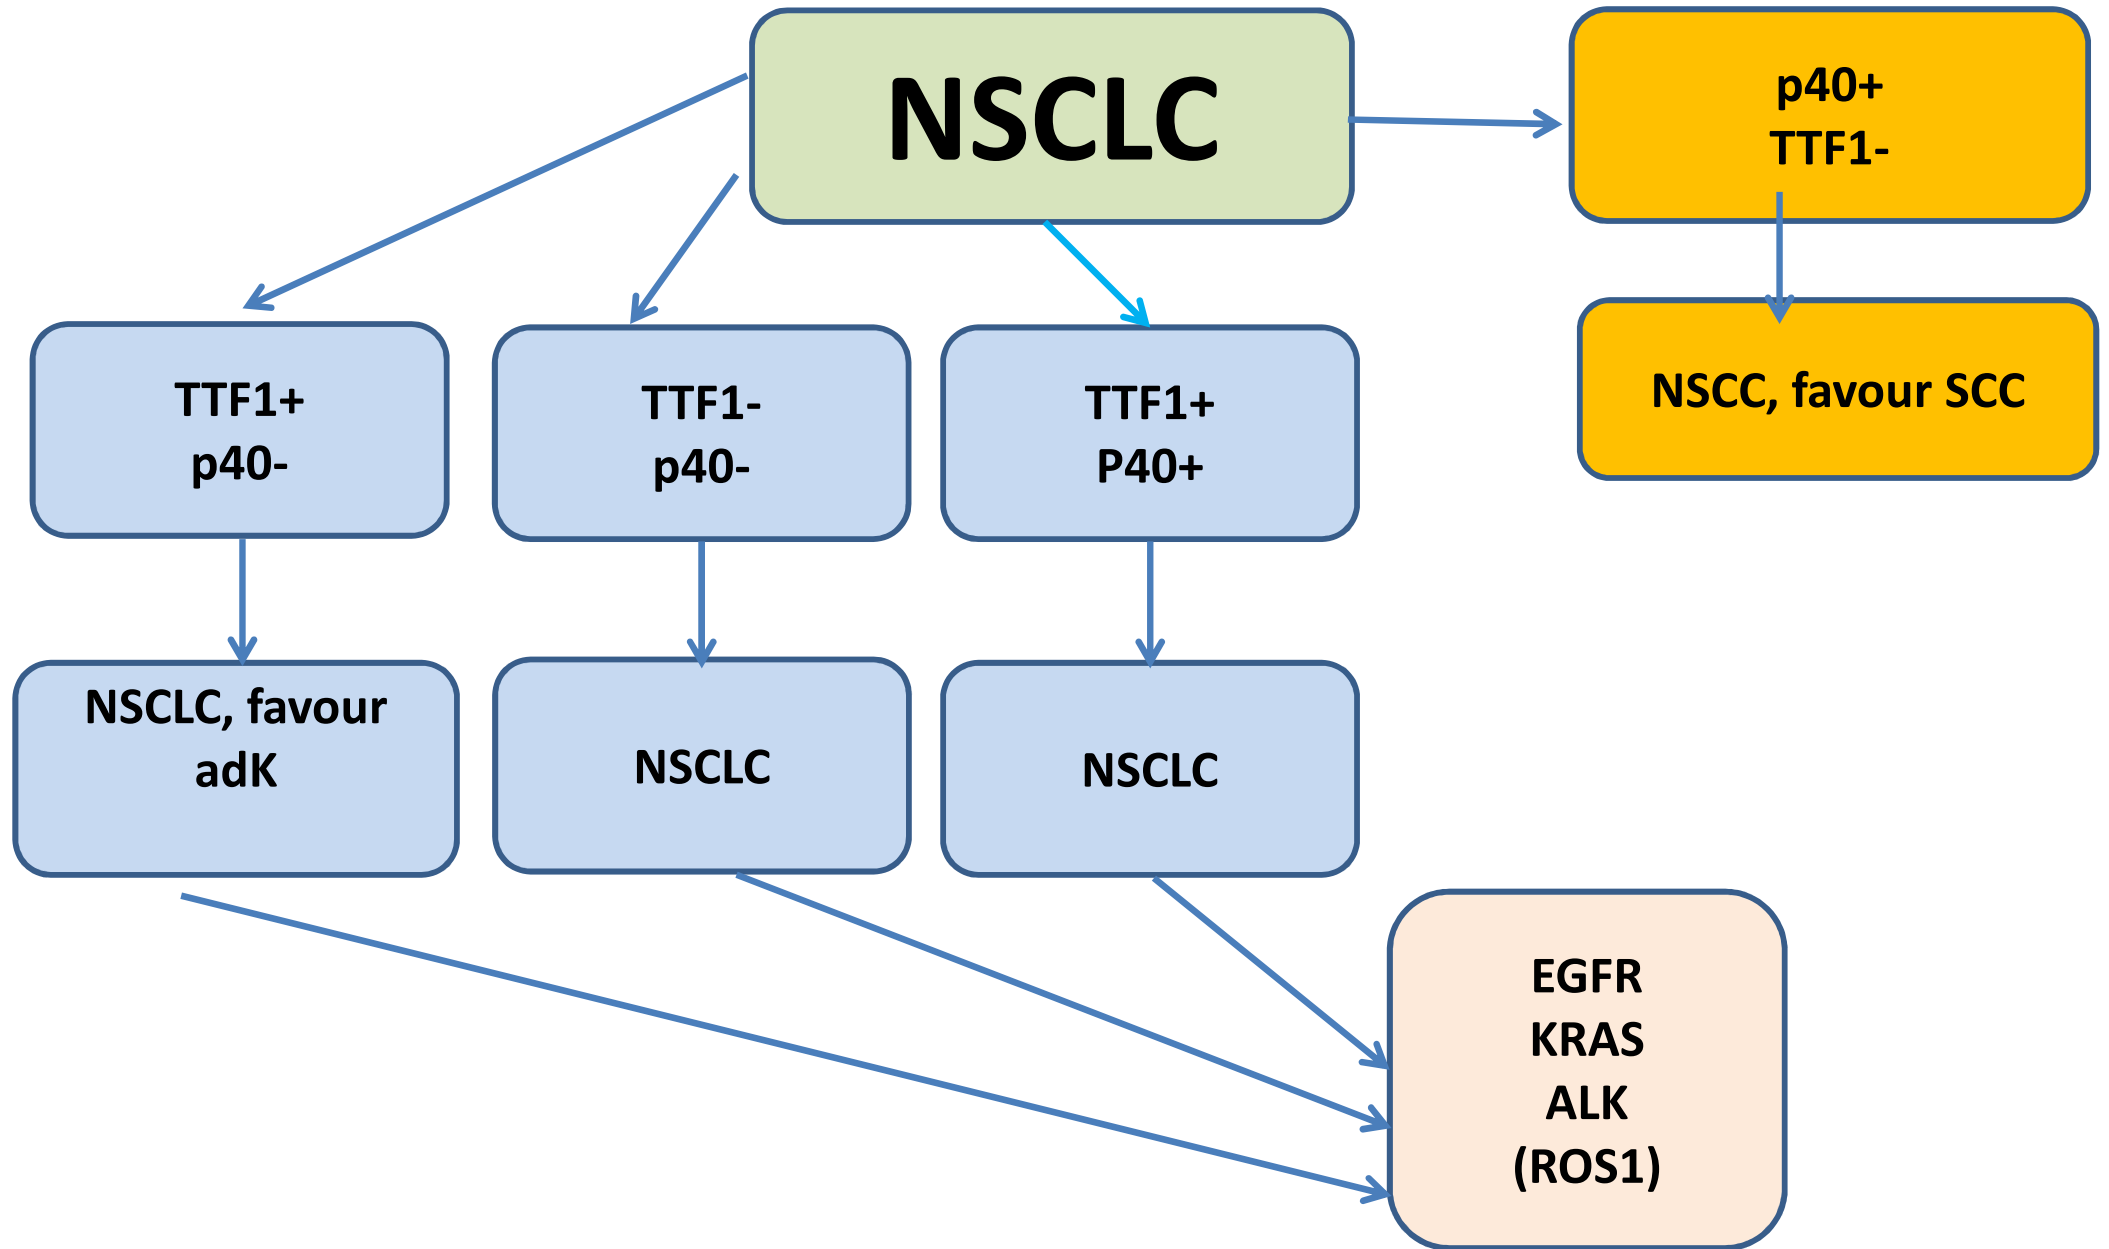 NSCLC
p40+
TTF1-
TTF1+
p40-
TTF1-
p40-
TTF1+
P40+
NSCC, favour SCC
NSCLC, favour
adK
NSCLC
NSCLC
EGFR
KRAS
ALK
(ROS1)